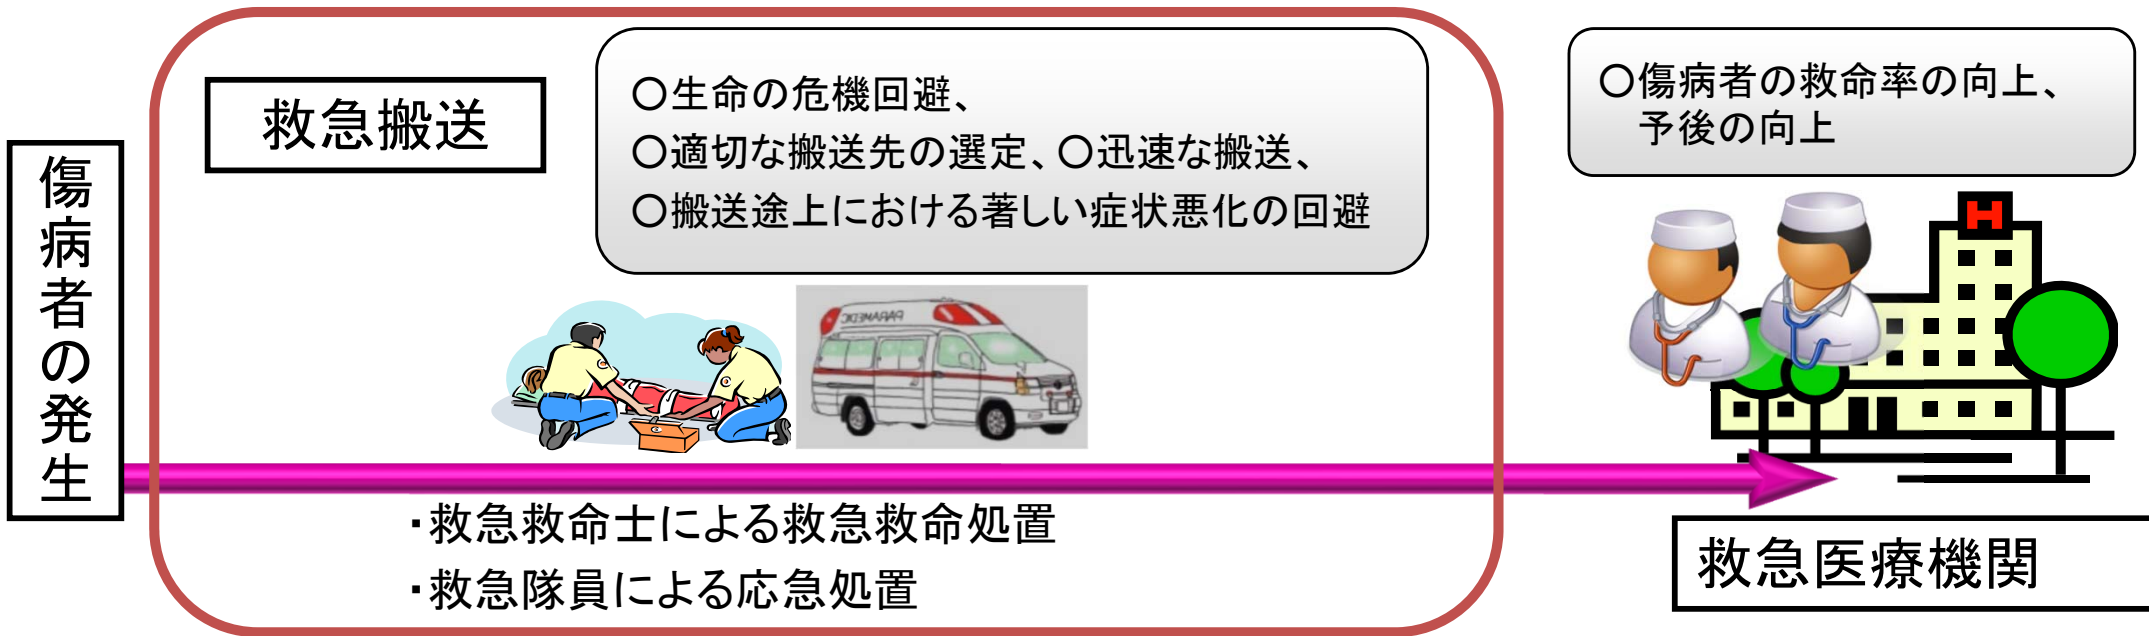 傷病者の発生
救急搬送
○生命の危機回避、
○適切な搬送先の選定、○迅速な搬送、
○搬送途上における著しい症状悪化の回避
○傷病者の救命率の向上、
予後の向上
PARAMEDIC
H
・救急救命士による救急救命処置
・救急隊員による応急処置
救急医療機関